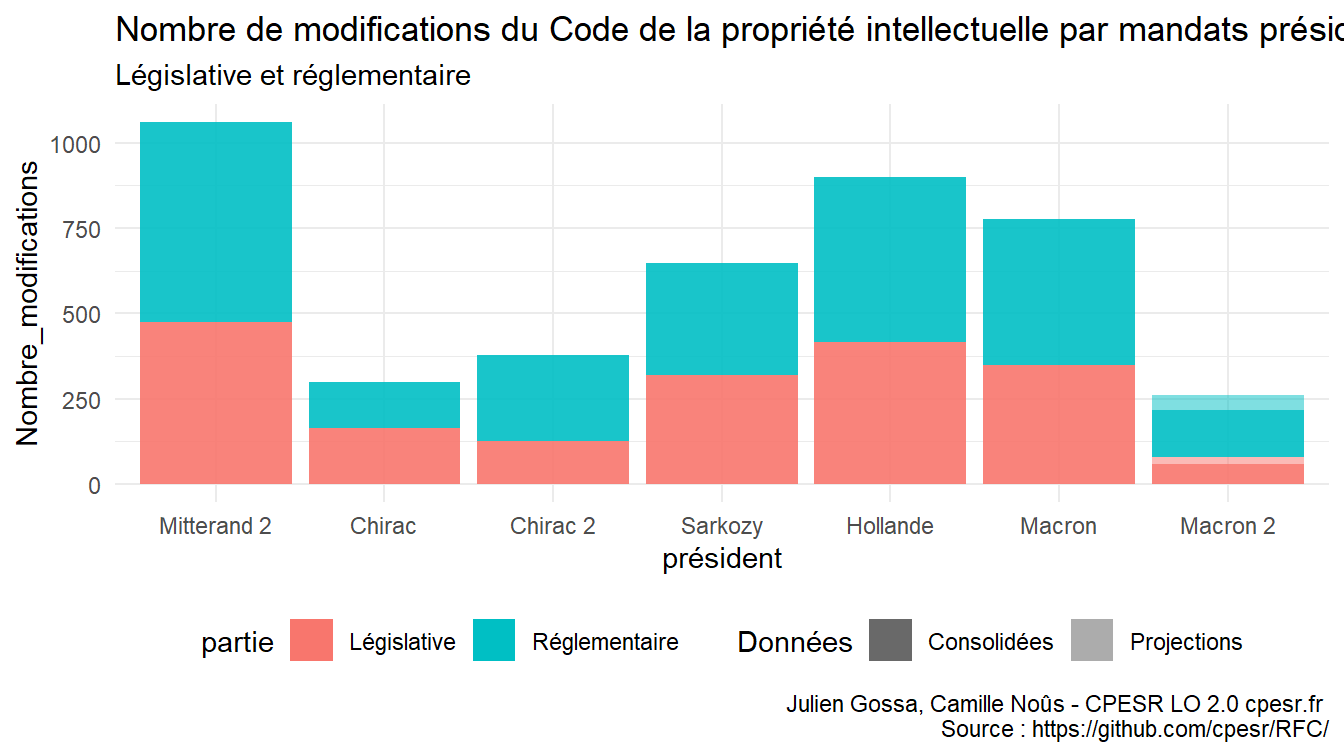 Nombre de modifications du Code de la propriété intellectuelle par mandats présic
Législative et réglementaire
Nombre_modifications
1000
750
500
250
0
Mitterand 2 Chirac Chirac 2 Sarkozy Hollande Macron Macron 2
président
partie Législative Réglementaire Données Consolidées Projections
Julien Gossa, Camille Noûs - CPESR LO 2.0 cpesr.fr
Source : https://github.com/cpesr/RFC/